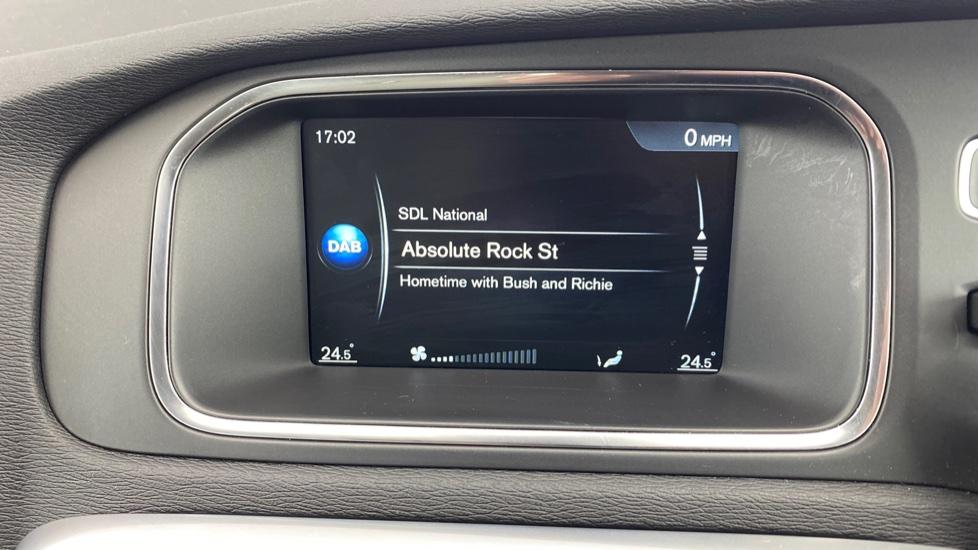 17:02
0 MPH
SDL National
DAB
Absolute Rock St
Hometime with Bush and Richie
24.5° 24.5°